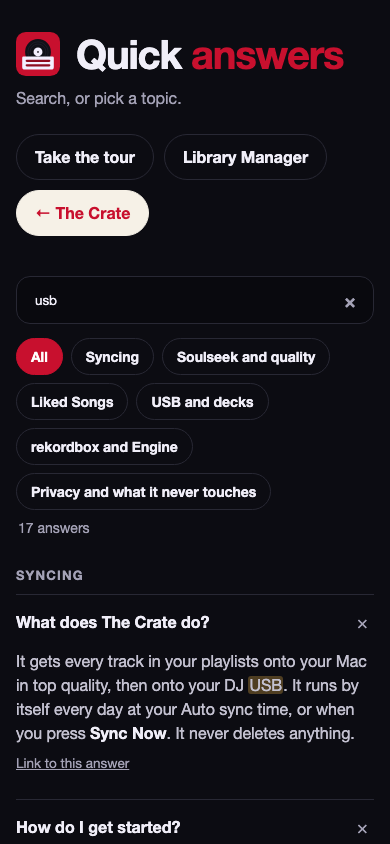 Quick answers
Search, or pick a topic.
Take the tour
Library Manager
← The Crate
usb ×
All
Syncing
Soulseek and quality
Liked Songs
USB and decks
rekordbox and Engine
Privacy and what it never touches
17 answers
SYNCING
What does The Crate do? ×
It gets every track in your playlists onto your Mac
in top quality, then onto your DJ USB. It runs by
itself every day at your Auto sync time, or when
you press Sync Now. It never deletes anything.
Link to this answer
How do I get started? ×